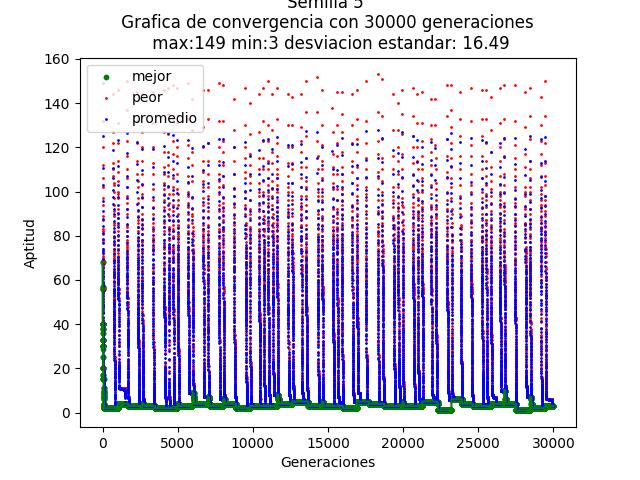 Semilla 5
Grafica de convergencia con 30000 generaciones
max:149 min:3 desviacion estandar: 16.49
mejor
peor
promedio
160
140
120
100
80
60
40
20
0
Aptitud
0 5000 10000 15000 20000 25000 30000
Generaciones